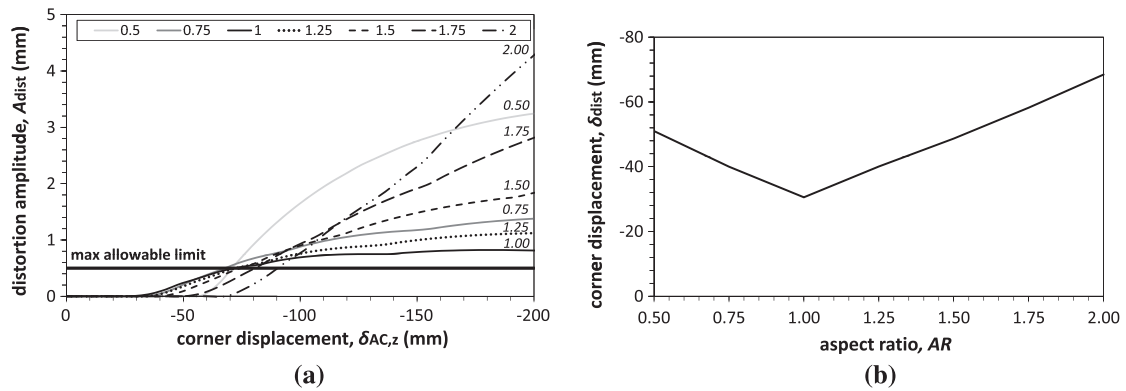 5
4
3
2
1
0
distortion amplitude, Adist (mm)
0.5 0.75 1 1.25 1.5 1.75 2
2.00
0.50
1.75
1.50
0.75
1.25
1.00
max allowable limit
0 -50 -100 -150 -200
corner displacement, δAC,z (mm)
(a)
-80
-60
-40
-20
0
corner displacement, δdist (mm)
0.50 0.75 1.00 1.25 1.50 1.75 2.00
aspect ratio, AR
(b)